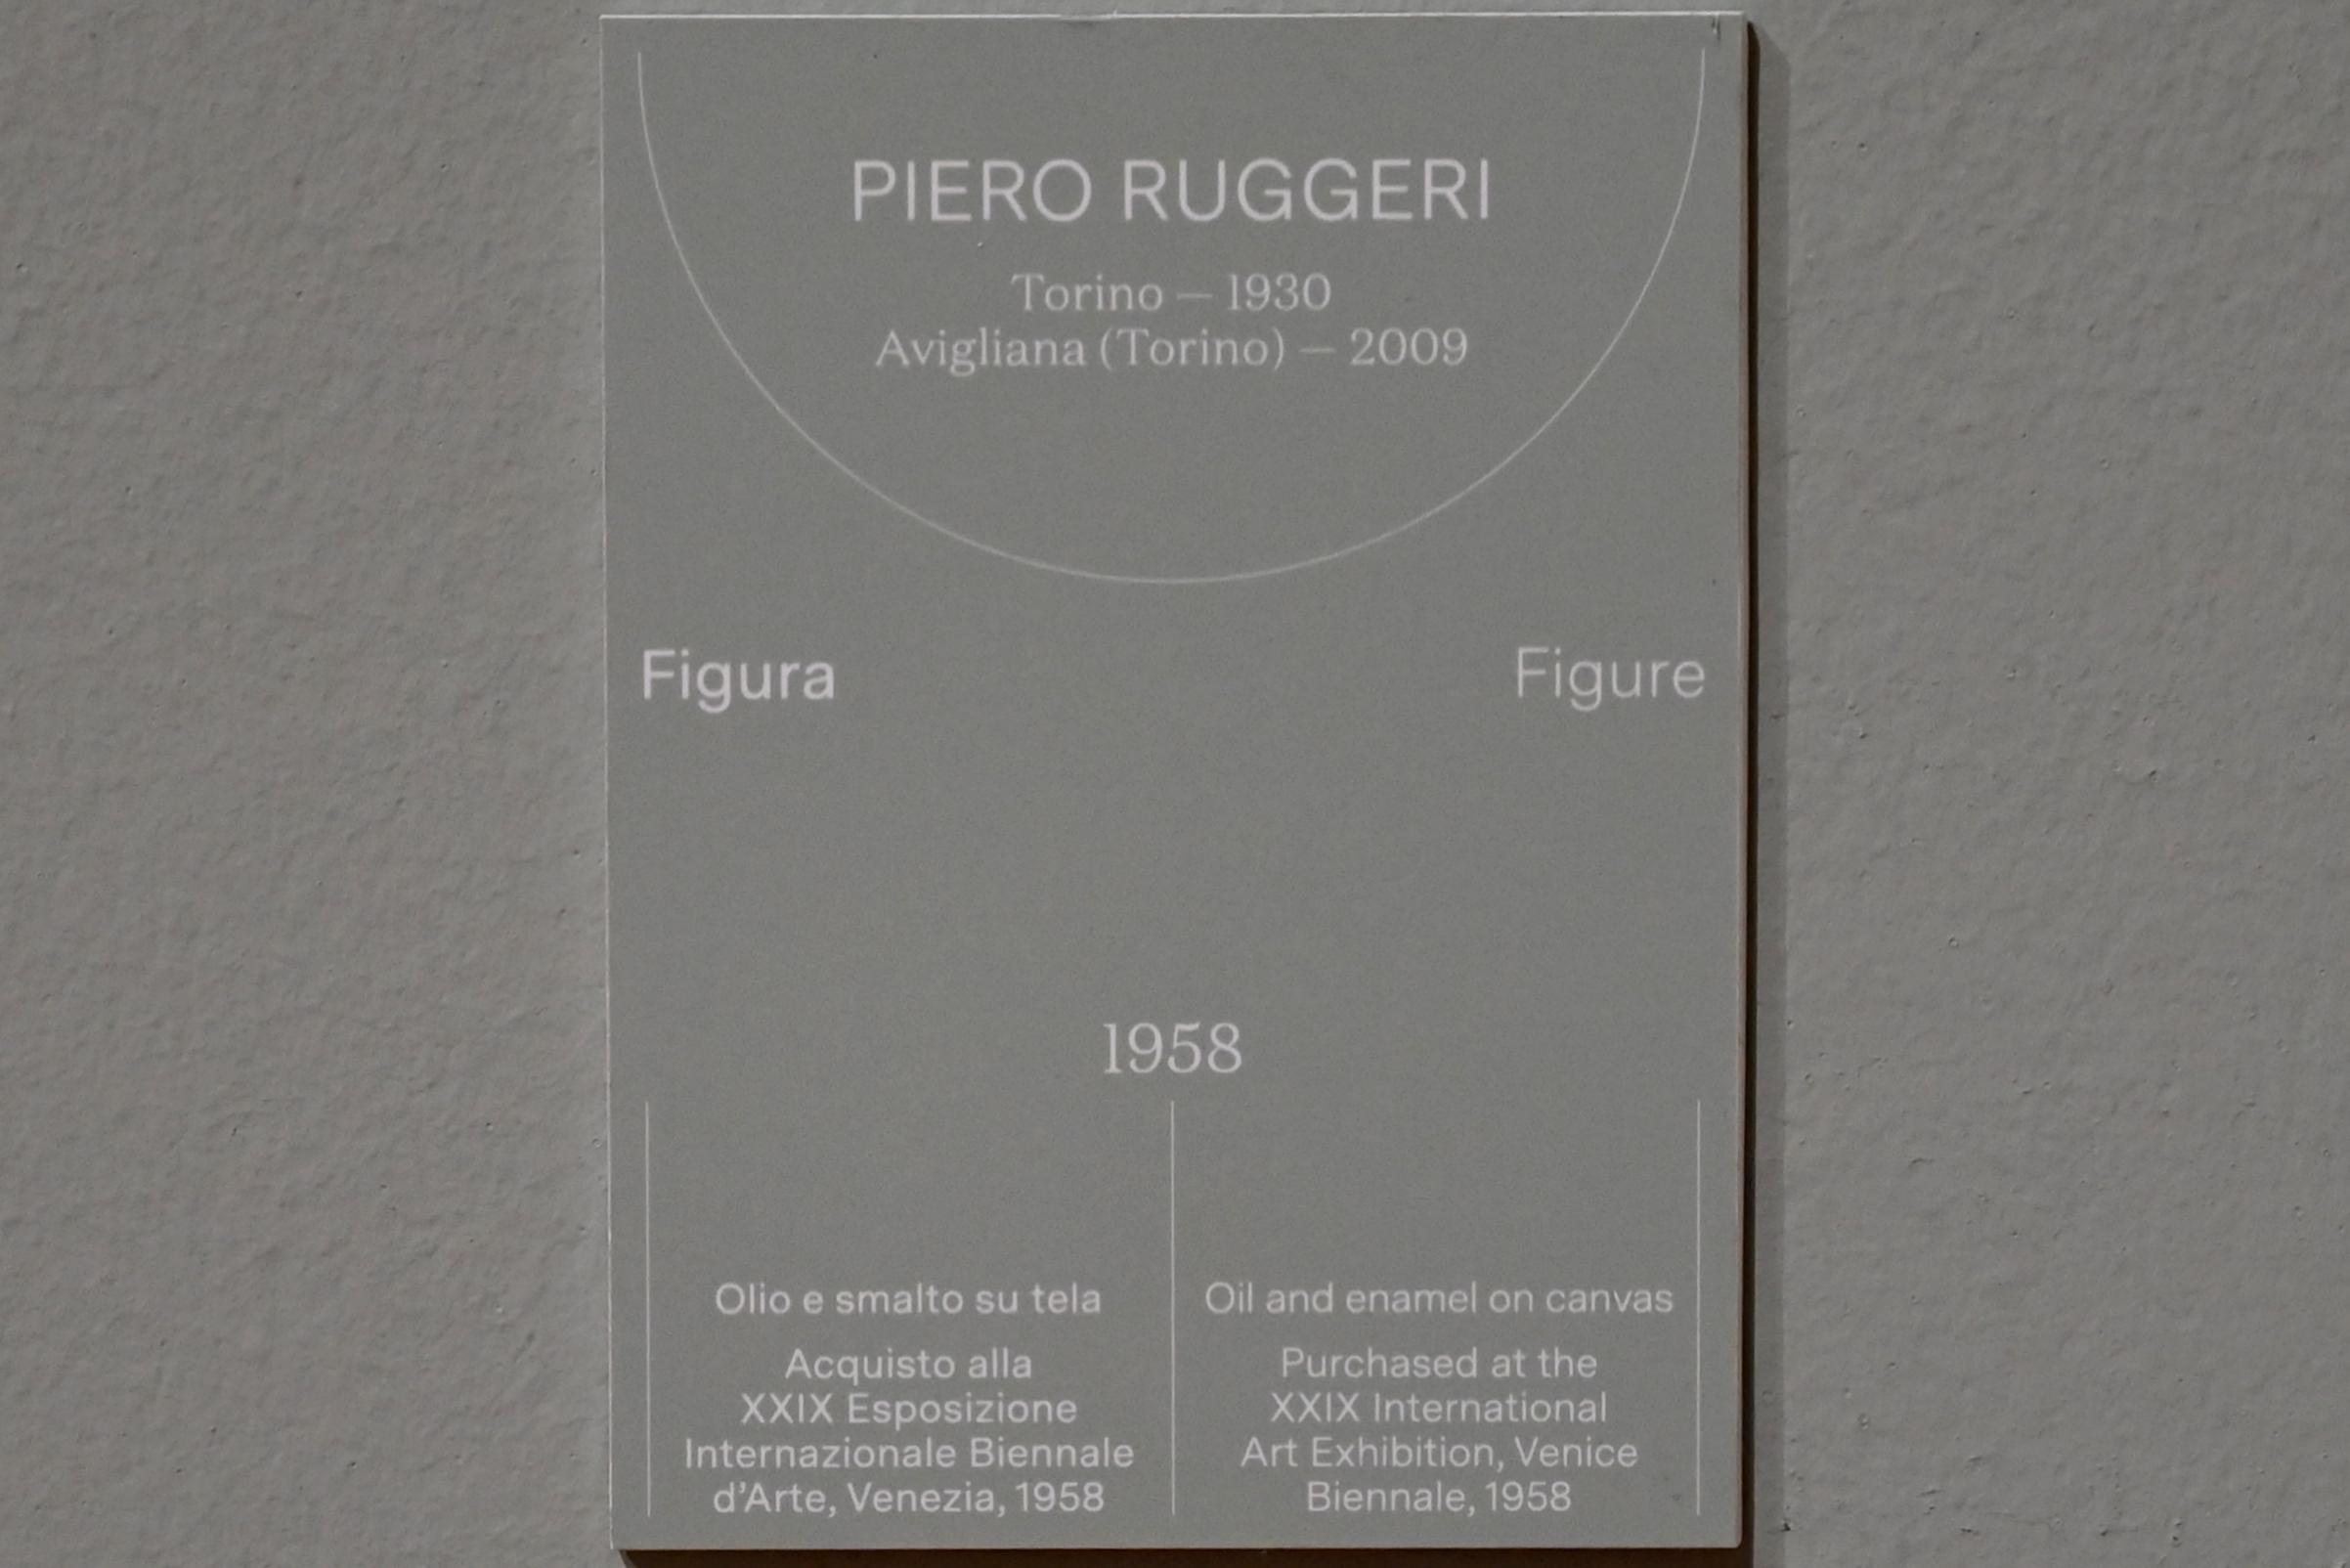 PIERO RUGGERI
Torino — 1930
Avigliana (Torino) — 2009
Figura
Figure
1958
Olio e smalto su tela
Acquisto alla
XXIX Esposizione
Internazionale Biennale
d’Arte, Venezia, 1958
Oil and enamel on canvas
Purchased at the
XXIX International
Art Exhibition, Venice
Biennale, 1958